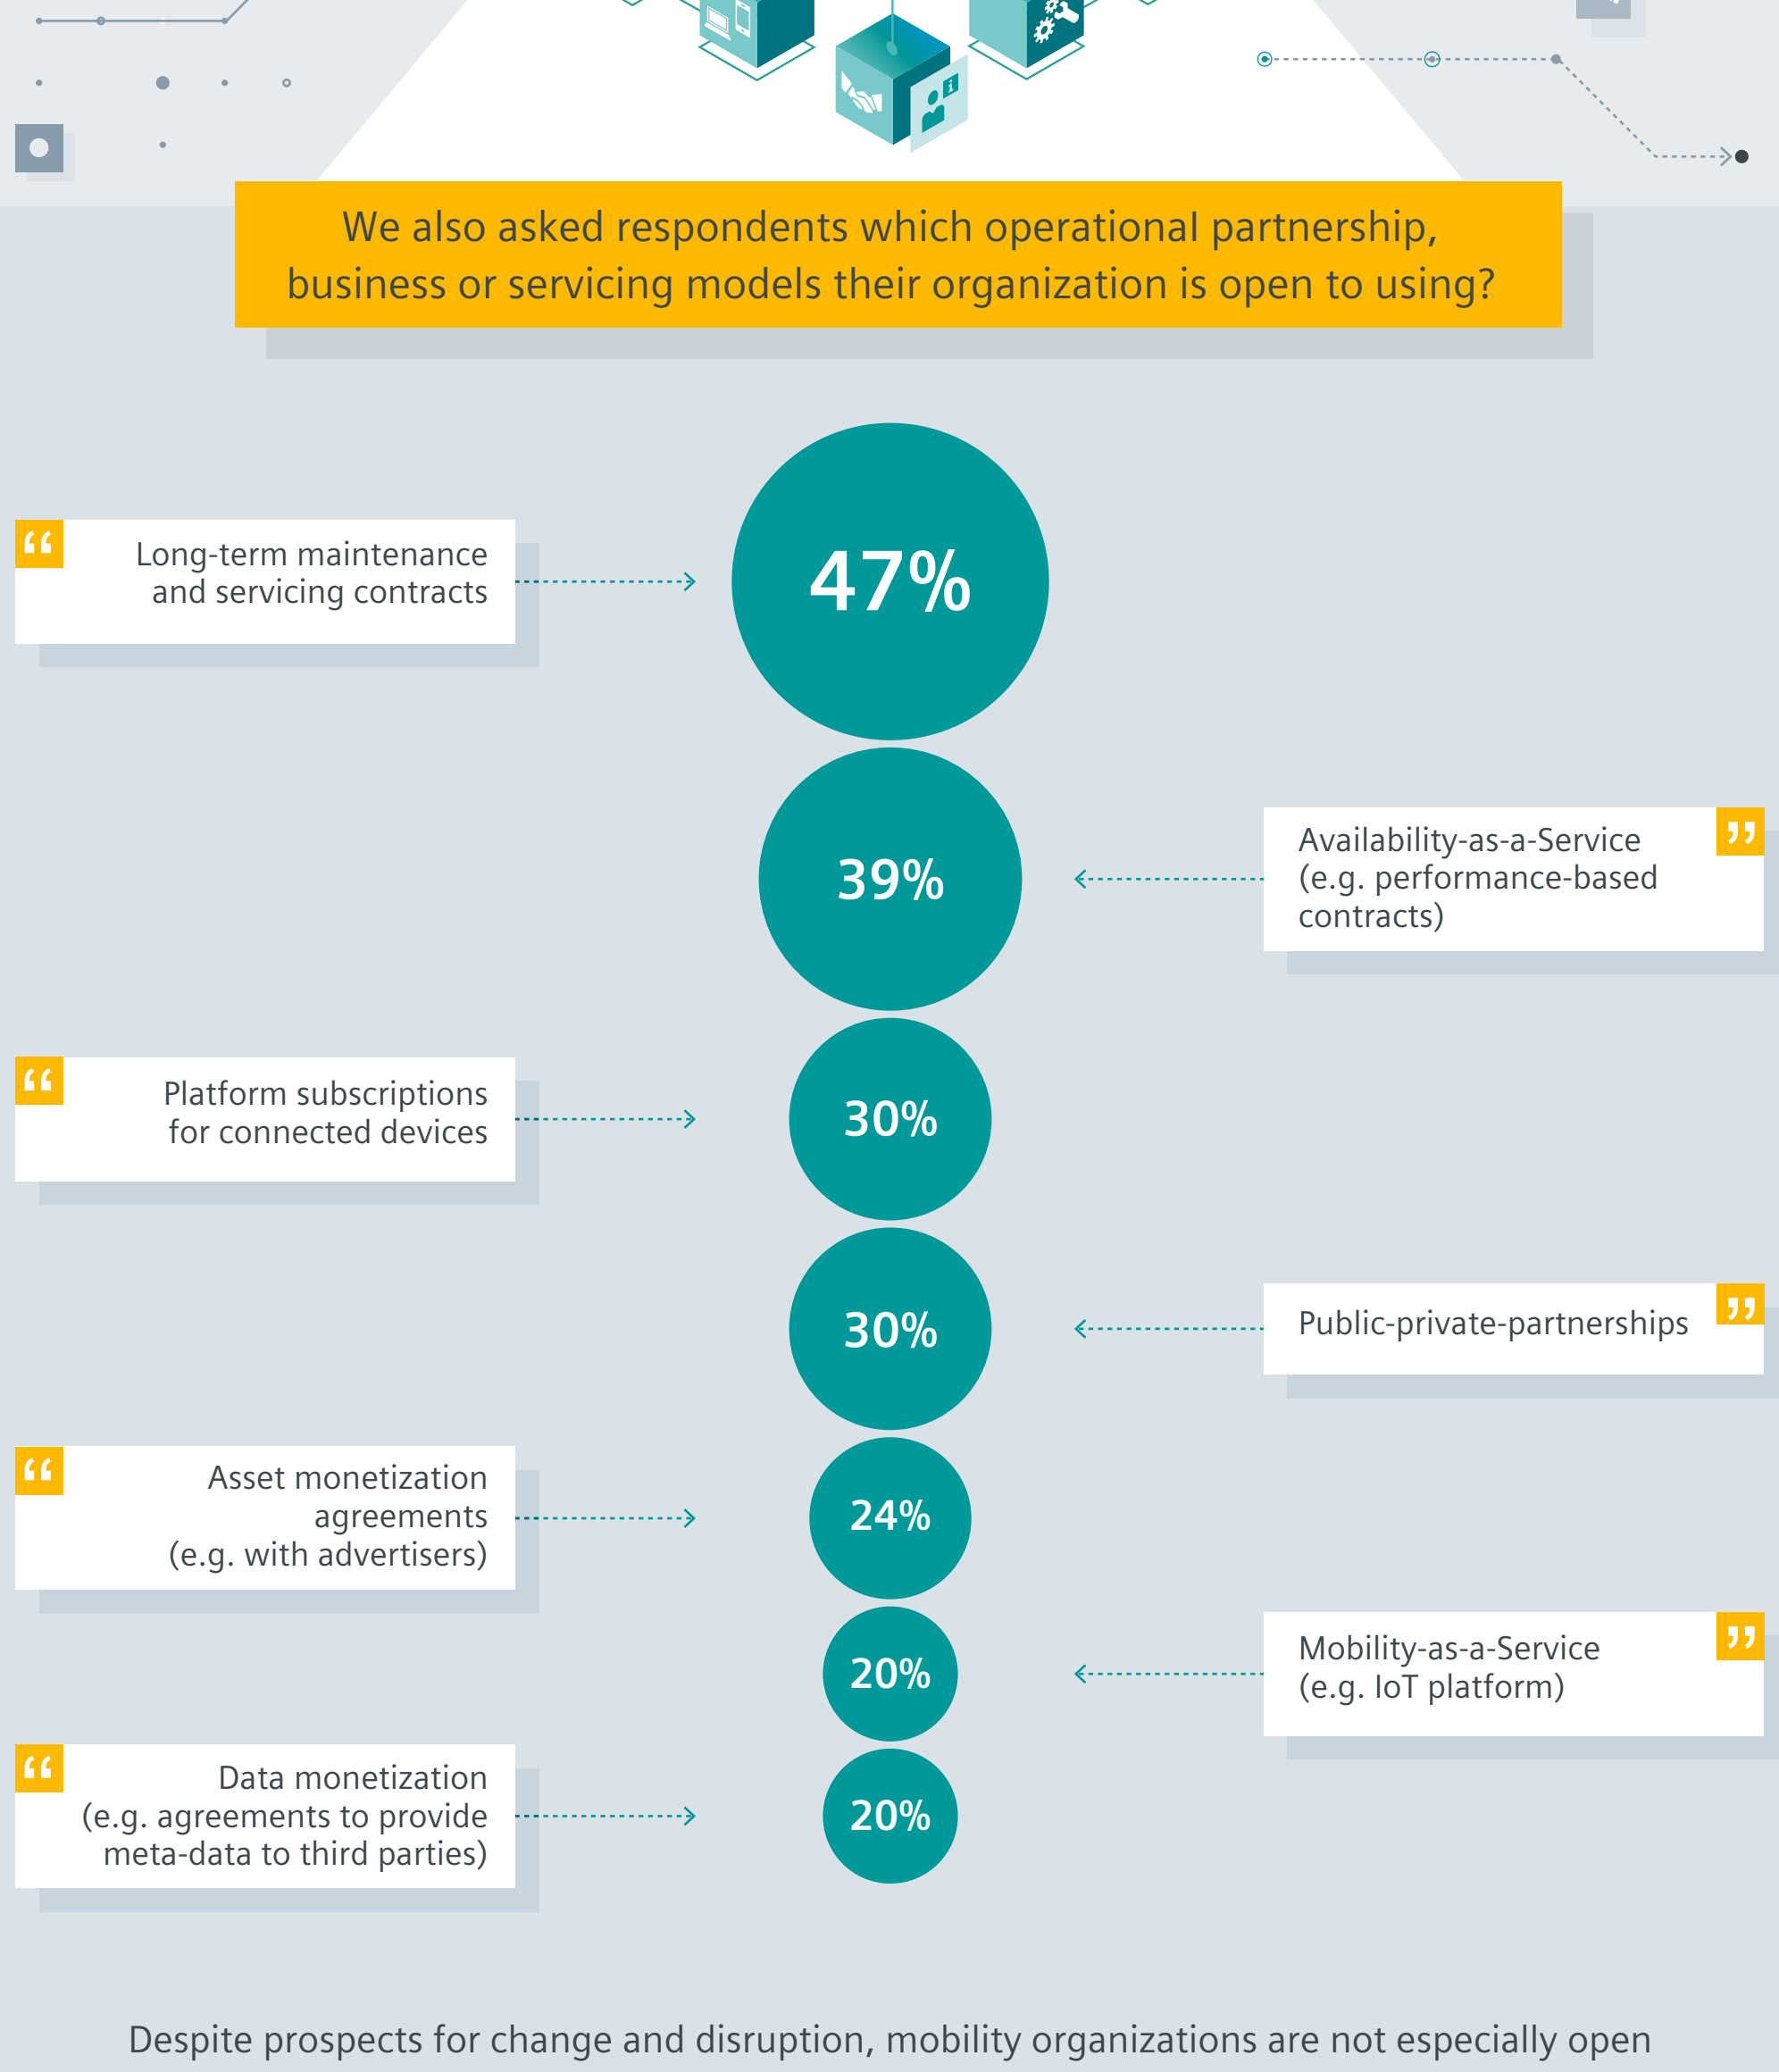 We also asked respondents which operational partnership,
business or servicing models their organization is open to using?
“
Long-term maintenance
and servicing contracts
47%
39%
Availability-as-a-Service
(e.g. performance-based
contracts)
”
“
Platform subscriptions
for connected devices
30%
30%
Public-private-partnerships
”
“
Asset monetization
agreements
(e.g. with advertisers)
24%
20%
Mobility-as-a-Service
(e.g. IoT platform)
”
“
Data monetization
(e.g. agreements to provide
meta-data to third parties)
20%
Despite prospects for change and disruption, mobility organizations are not especially open